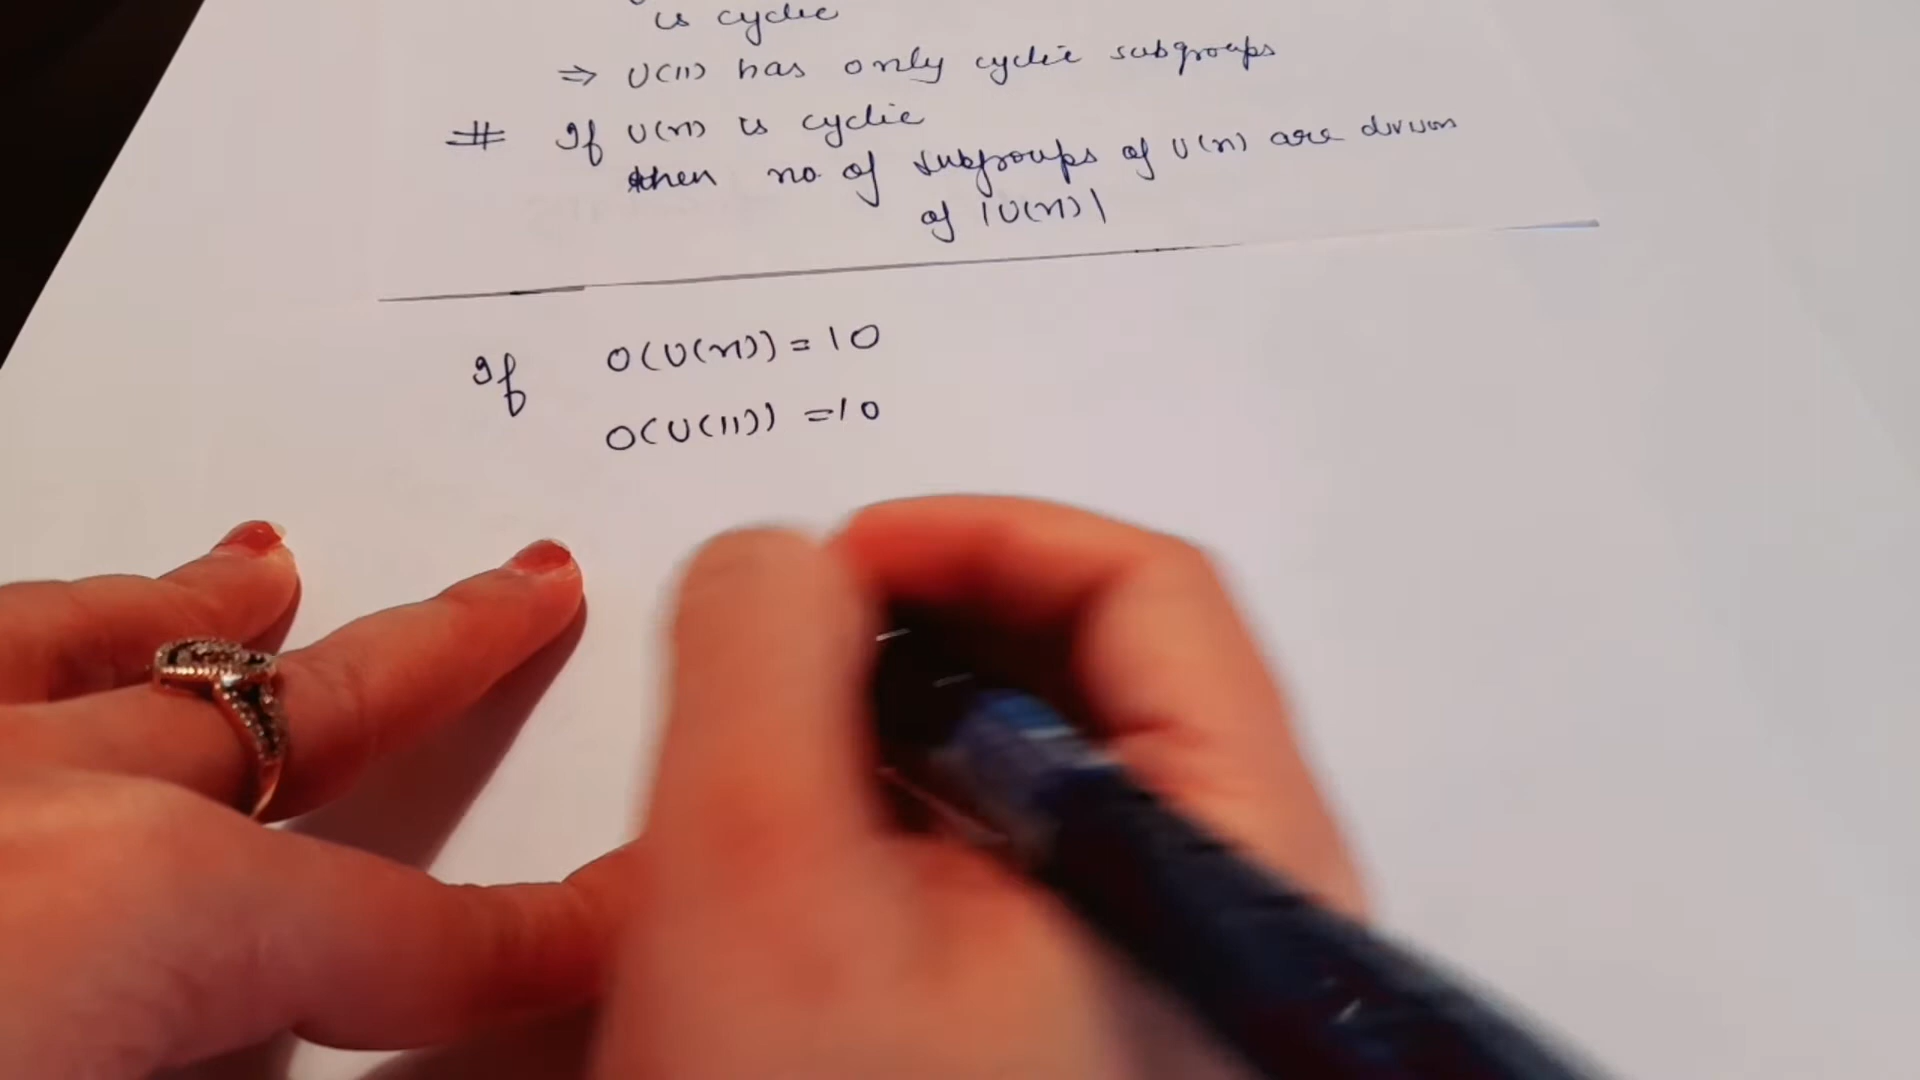 is cyclic
⇒ U(11) has only cyclic subgroups
# If U(n) is cyclic
then no of subgroups of U(n) are divisors
of |U(n)|
If O(U(n)) = 10
O(U(11)) = 10